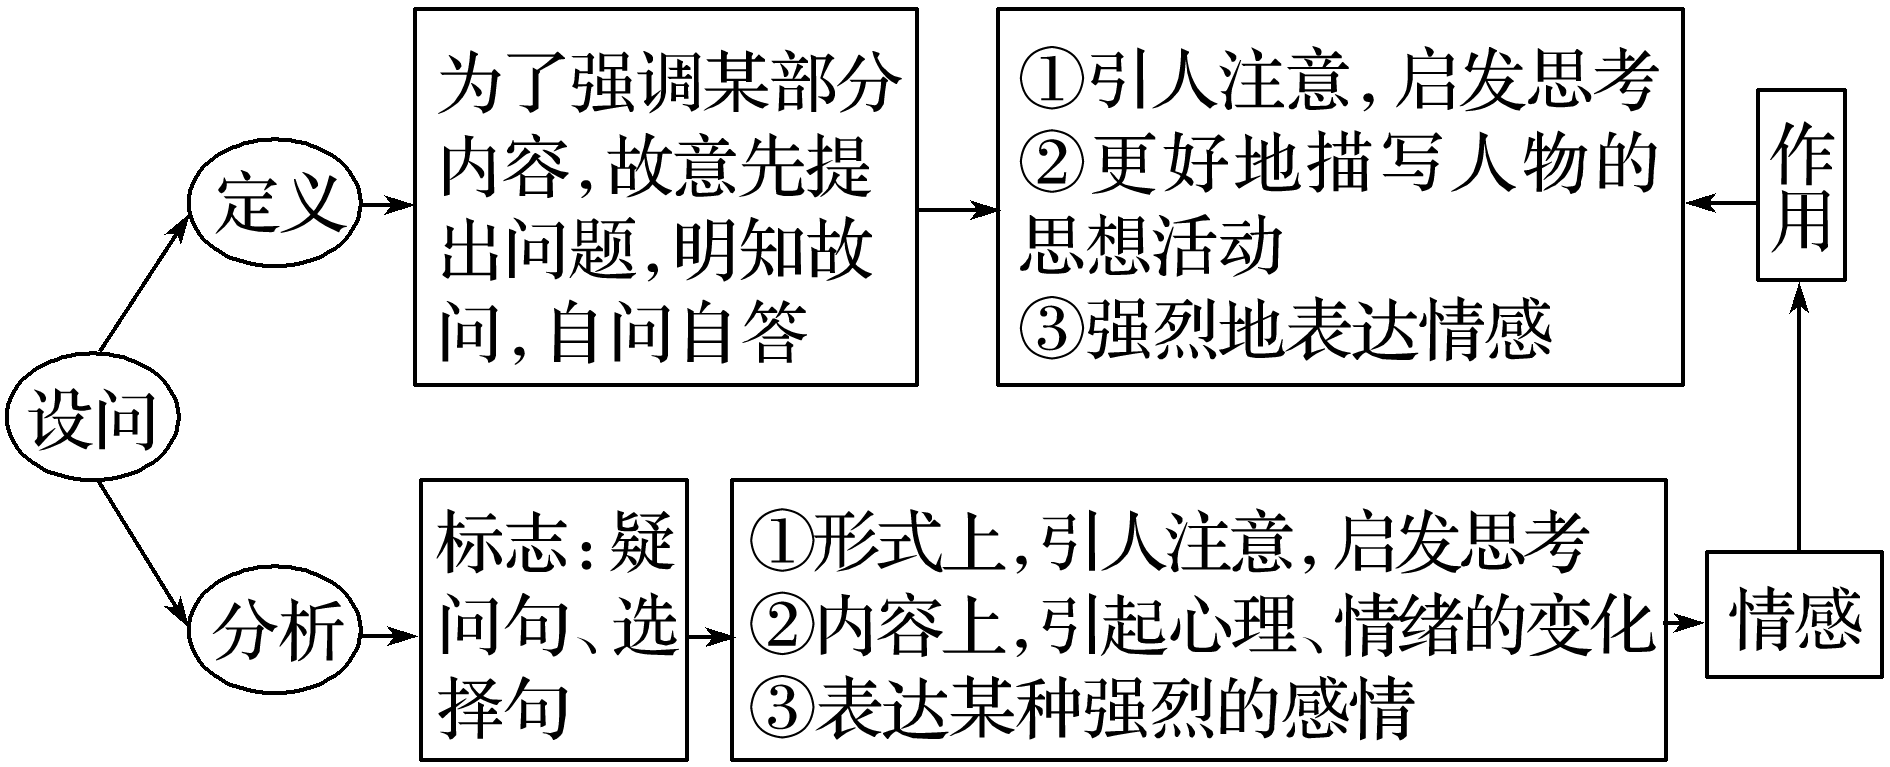 设问
定义
为了强调某部分
内容,故意先提
出问题,明知故
问,自问自答
①引人注意,启发思考
②更好地描写人物的
思想活动
③强烈地表达情感
作用
分析
标志:疑
问句、选
择句
①形式上,引人注意,启发思考
②内容上,引起心理、情绪的变化
③表达某种强烈的感情
情感